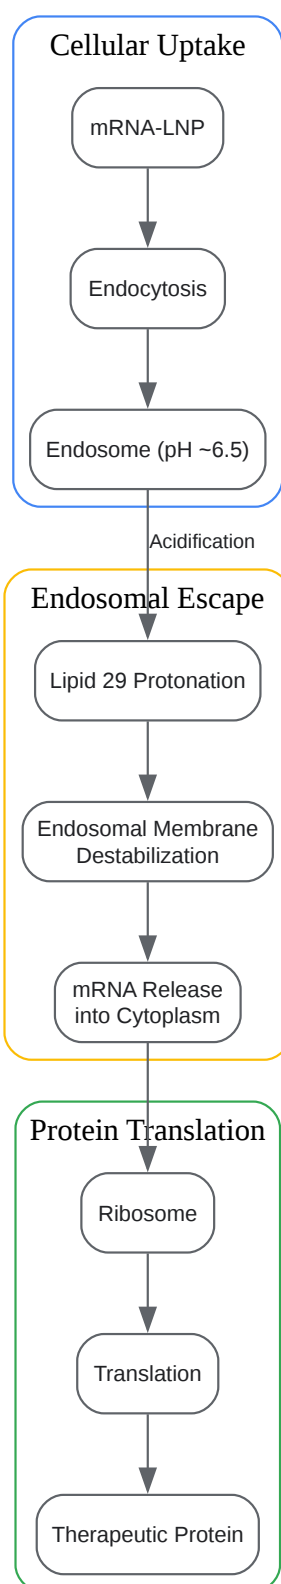 Cellular Uptake
mRNA-LNP
Endocytosis
Endosome (pH ~6.5)
Acidification
Endosomal Escape
Lipid 29 Protonation
Endosomal Membrane
Destabilization
mRNA Release
into Cytoplasm
Protein Translation
Ribosome
Translation
Therapeutic Protein